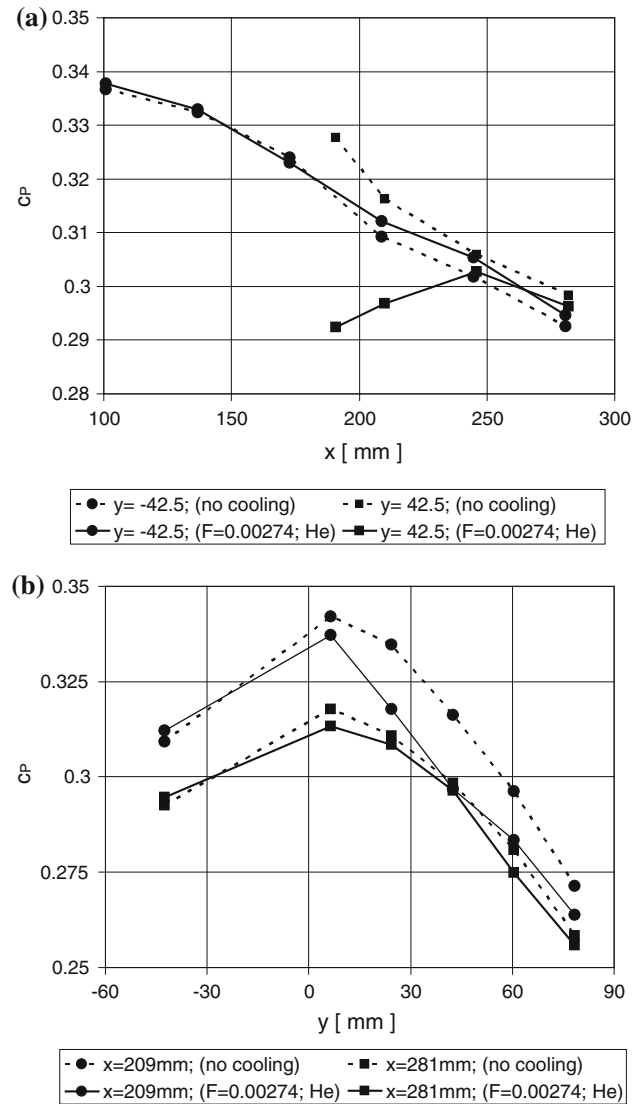 (a)
0.35
0.34
0.33
0.32
0.31
0.3
0.29
0.28
cP
100 150 200 250 300
x [ mm ]
y= -42.5; (no cooling) y= 42.5; (no cooling)
y= -42.5; (F=0.00274; He) y= 42.5; (F=0.00274; He)
(b)
0.35
0.325
0.3
0.275
0.25
cP
-60 -30 0 30 60 90
y [ mm ]
x=209mm; (no cooling) x=281mm; (no cooling)
x=209mm; (F=0.00274; He) x=281mm; (F=0.00274; He)